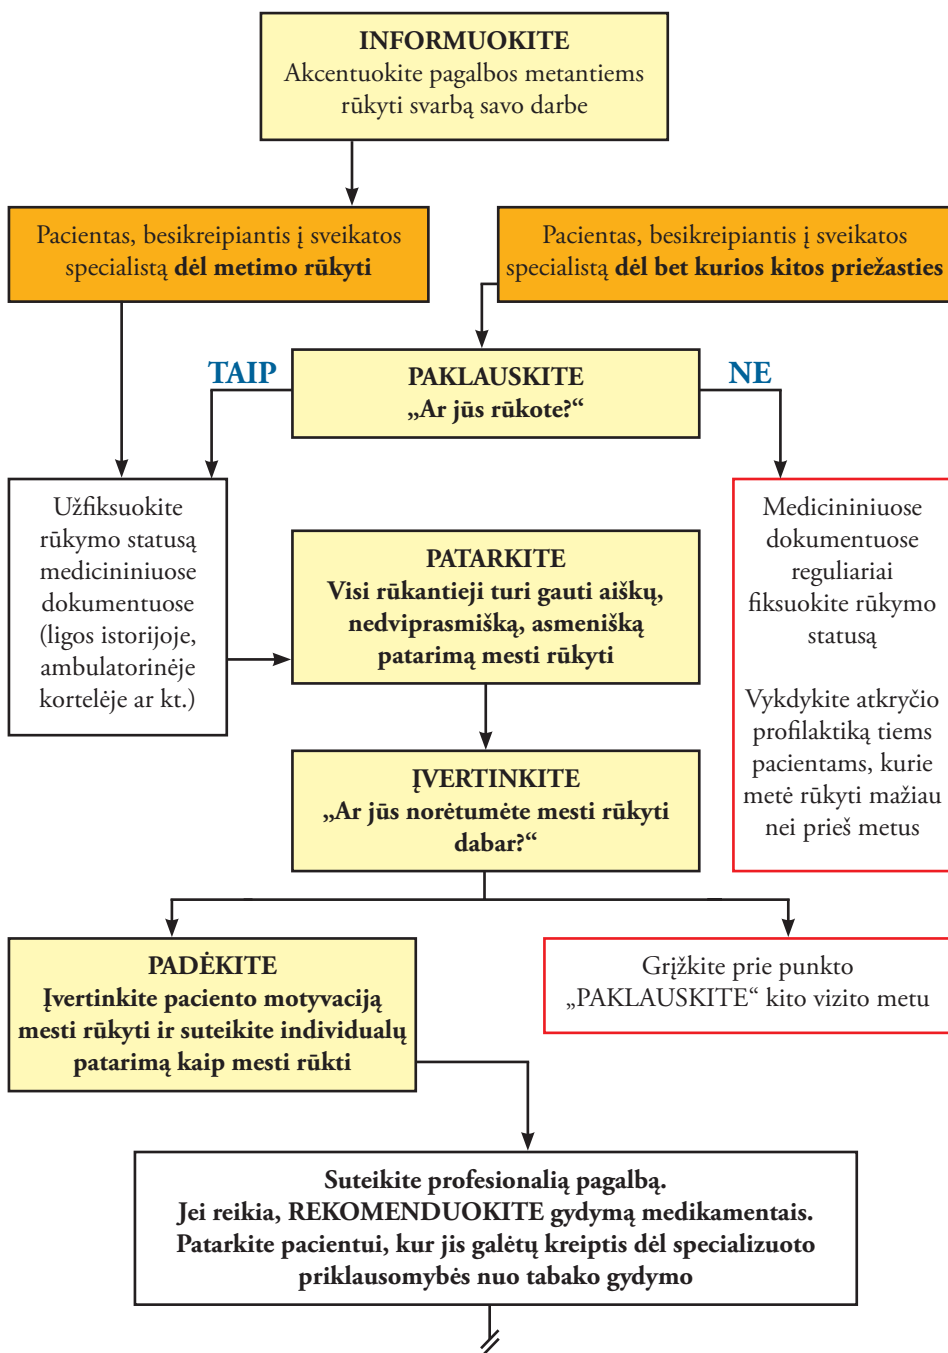 INFORMUOKITE
Akcentuokite pagalbos metantiems
rūkyti svarbą savo darbe
Pacientas, besikreipiantis į sveikatos
specialistą dėl metimo rūkyti
Pacientas, besikreipiantis į sveikatos
specialistą dėl bet kurios kitos priežasties
TAIP
PAKLAUSKITE
„Ar jūs rūkote?“
NE
Užfiksuokite
rūkymo statusą
medicininiuose
dokumentuose
(ligos istorijoje,
ambulatorinėje
kortelėje ar kt.)
PATARKITE
Visi rūkantieji turi gauti aiškų,
nedviprasmišką, asmenišką
patarimą mesti rūkyti
Medicininiuose
dokumentuose
reguliariai
fiksuokite rūkymo
statusą
Vykdykite atkryčio
profilaktiką tiems
pacientams, kurie
metė rūkyti mažiau
nei prieš metus
ĮVERTINKITE
„Ar jūs norėtumėte mesti rūkyti
dabar?“
PADĖKITE
Įvertinkite paciento motyvaciją
mesti rūkyti ir suteikite individualų
patarimą kaip mesti rūkti
Grįžkite prie punkto
„PAKLAUSKITE“ kito vizito metu
Suteikite profesionalią pagalbą.
Jei reikia, REKOMENDUOKITE gydymą medikamentais.
Patarkite pacientui, kur jis galėtų kreiptis dėl specializuoto
priklausomybės nuo tabako gydymo